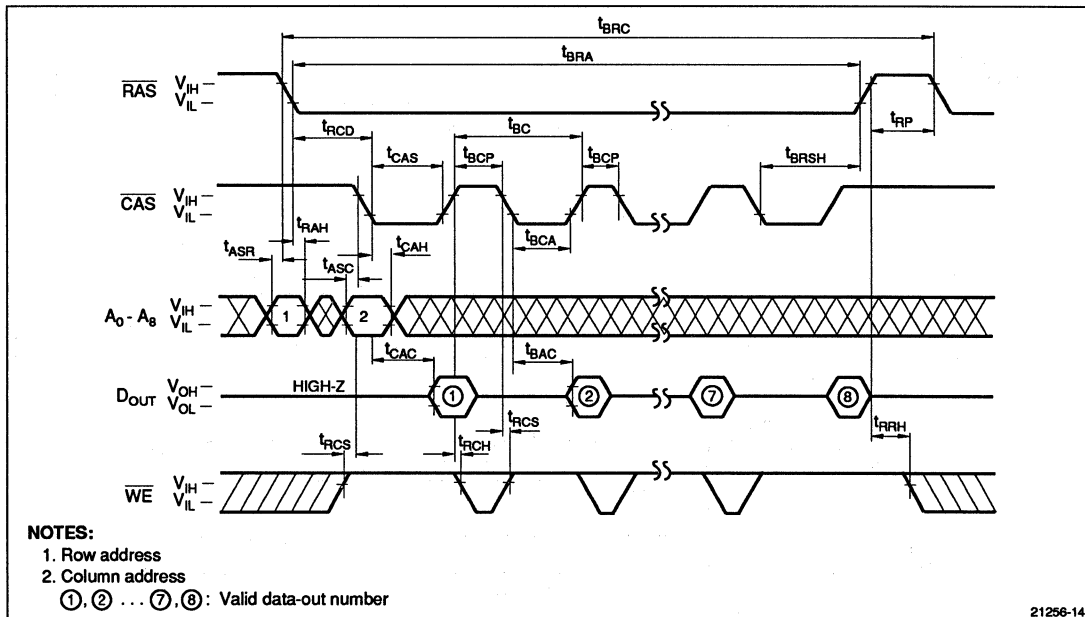 tBRC
tBRA
RAS VIH
VIL
tRCD
tBC
tRP
tCAS
tBCP
tBCP
tBRSH
CAS VIH
VIL
tRAH
tASR
tASC
tCAH
tBCA
A0 - A8 VIH
VIL
1
2
tCAC
tBAC
DOUT VOH
VOL
HIGH-Z
①
②
⑦
⑧
tRCS
tRCH
tRCS
tRRH
WE VIH
VIL
NOTES:
1. Row address
2. Column address
①, ② ... ⑦, ⑧: Valid data-out number
21256-14